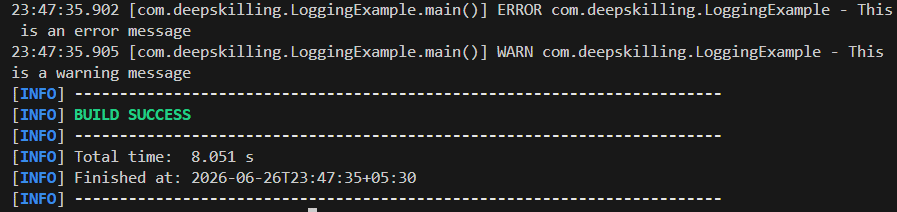 23:47:35.902 [com.deepskilling.LoggingExample.main()] ERROR com.deepskilling.LoggingExample - This
 is an error message
23:47:35.905 [com.deepskilling.LoggingExample.main()] WARN com.deepskilling.LoggingExample - This
is a warning message
[INFO] ------------------------------------------------------------------------
[INFO] BUILD SUCCESS
[INFO] ------------------------------------------------------------------------
[INFO] Total time:  8.051 s
[INFO] Finished at: 2026-06-26T23:47:35+05:30
[INFO] ------------------------------------------------------------------------